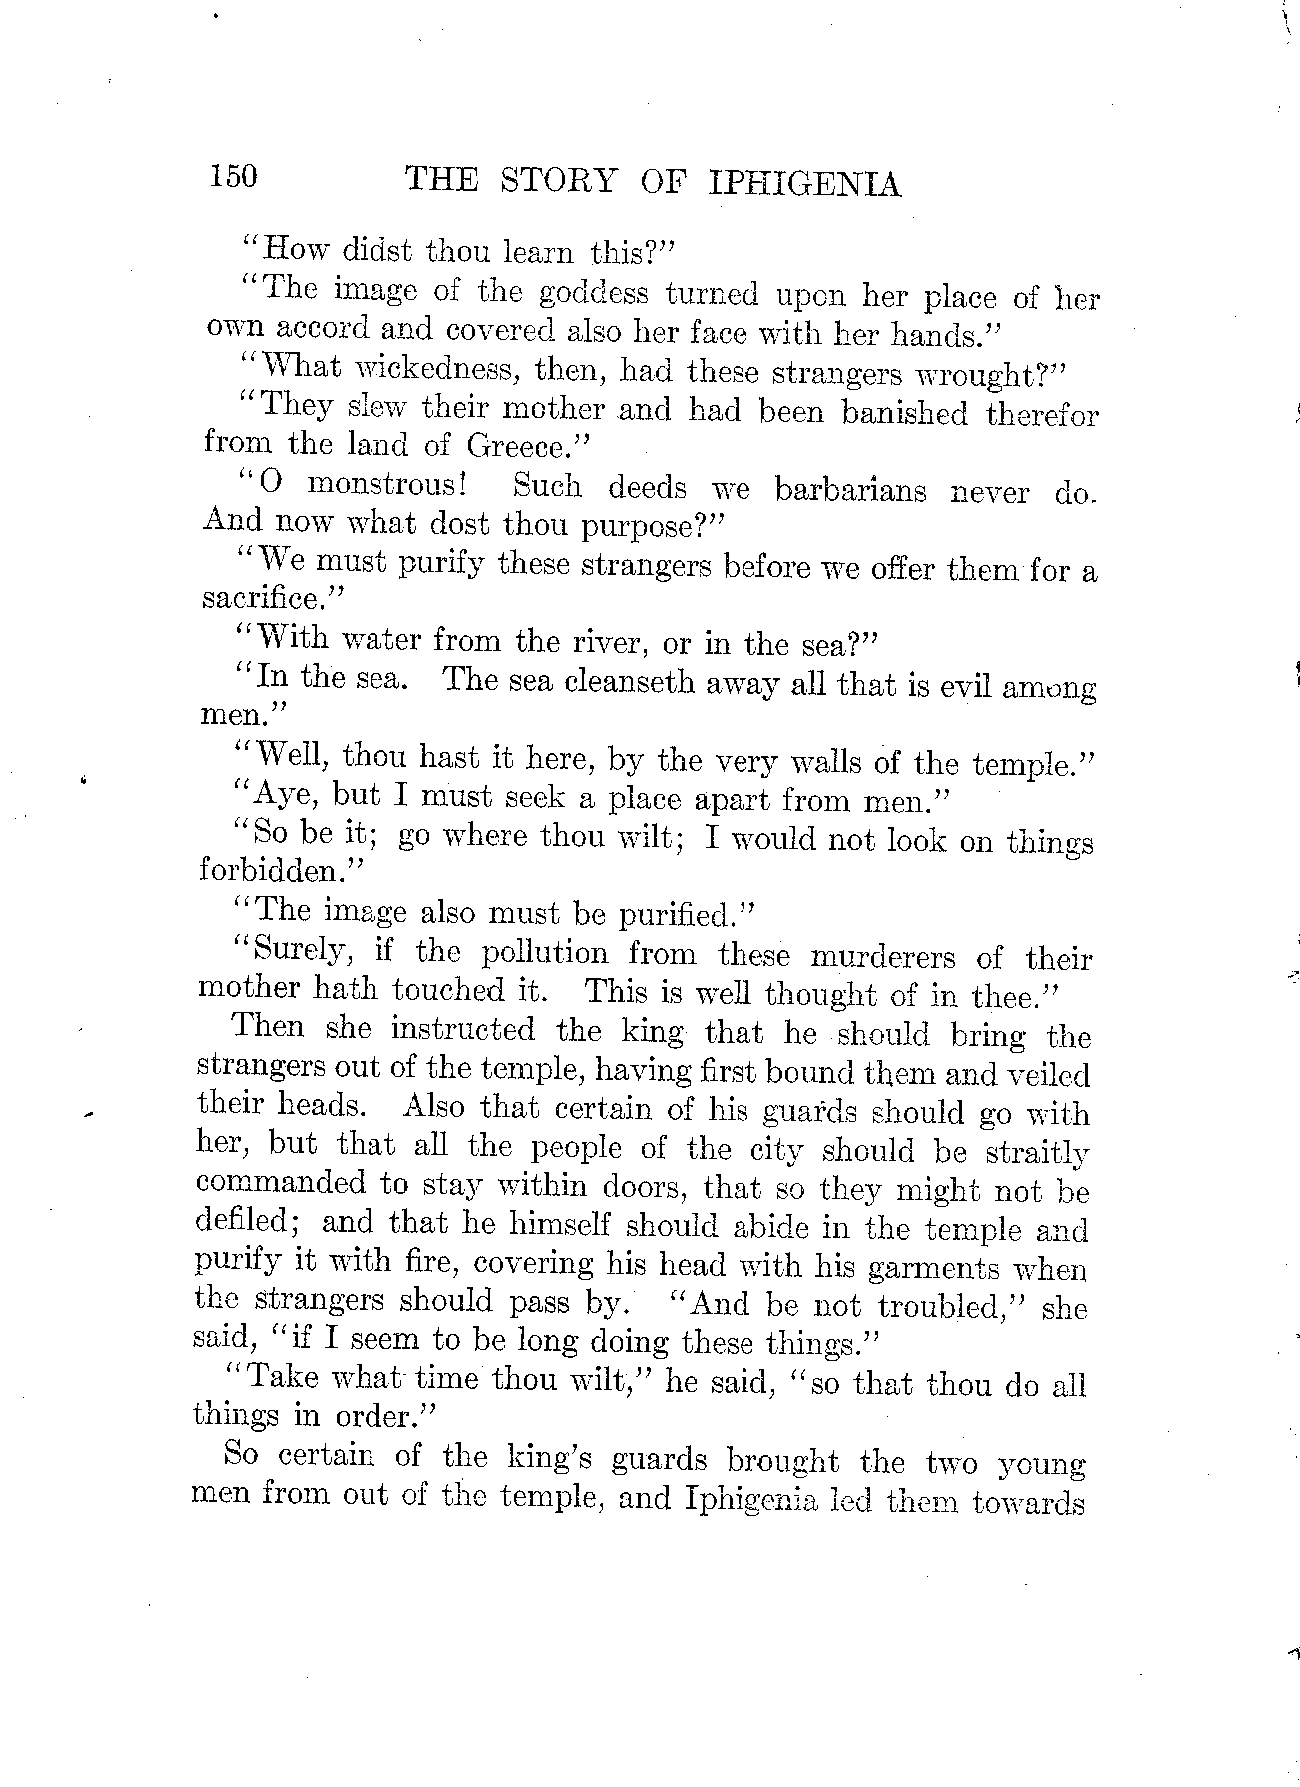 150 THE STORY OF IPHIGENIA
"How didst thou learn this?"
"The image of the goddess turned upon her place of her
own accord and covered also her face with her hands."
"What wickedness, then, had these strangers wrought?"
"They slew their mother and had been banished therefor
from the land of Greece."
"O monstrous! Such deeds we barbarians never do.
And now what dost thou purpose?"
"We must purify these strangers before we offer them for a
sacrifice."
"With water from the river, or in the sea?"
"In the sea. The sea cleanseth away all that is evil among
men."
"Well, thou hast it here, by the very walls of the temple."
"Aye, but I must seek a place apart from men."
"So be it; go where thou wilt; I would not look on things
forbidden."
"The image also must be purified."
"Surely, if the pollution from these murderers of their
mother hath touched it. This is well thought of in thee."
Then she instructed the king that he should bring the
strangers out of the temple, having first bound them and veiled
their heads. Also that certain of his guards should go with
her, but that all the people of the city should be straitly
commanded to stay within doors, that so they might not be
defiled; and that he himself should abide in the temple and
purify it with fire, covering his head with his garments when
the strangers should pass by. "And be not troubled," she
said, "if I seem to be long doing these things."
"Take what time thou wilt," he said, "so that thou do all
things in order."
So certain of the king's guards brought the two young
men from out of the temple, and Iphigenia led them towards